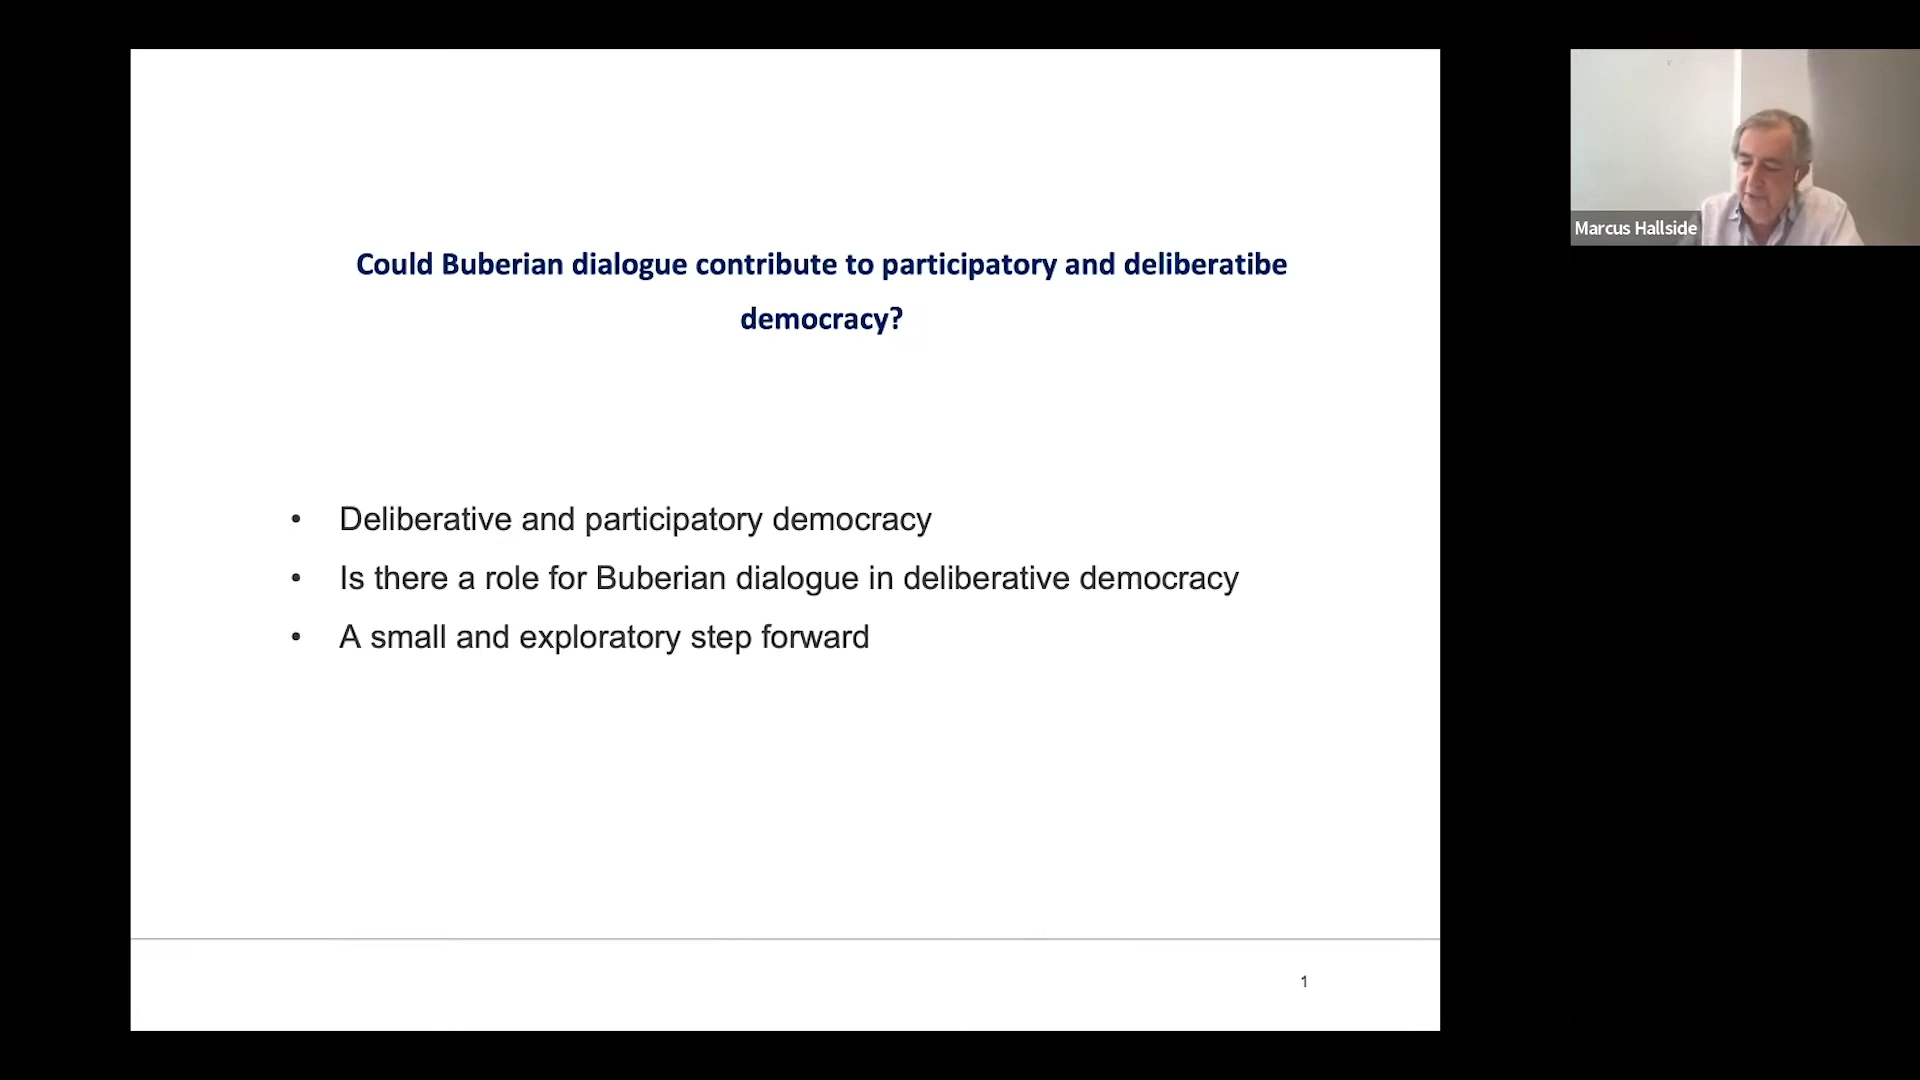 Could Buberian dialogue contribute to participatory and deliberatibe
democracy?
• Deliberative and participatory democracy
• Is there a role for Buberian dialogue in deliberative democracy
• A small and exploratory step forward
1
Marcus Hallside